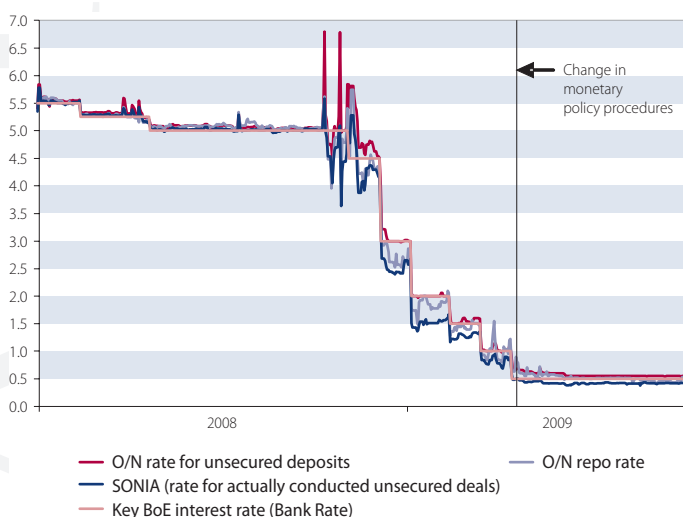 7.0
6.5
6.0
5.5
5.0
4.5
4.0
3.5
3.0
2.5
2.0
1.5
1.0
0.5
0.0
Change in
monetary
policy procedures
2008
2009
O/N rate for unsecured deposits
O/N repo rate
SONIA (rate for actually conducted unsecured deals)
Key BoE interest rate (Bank Rate)